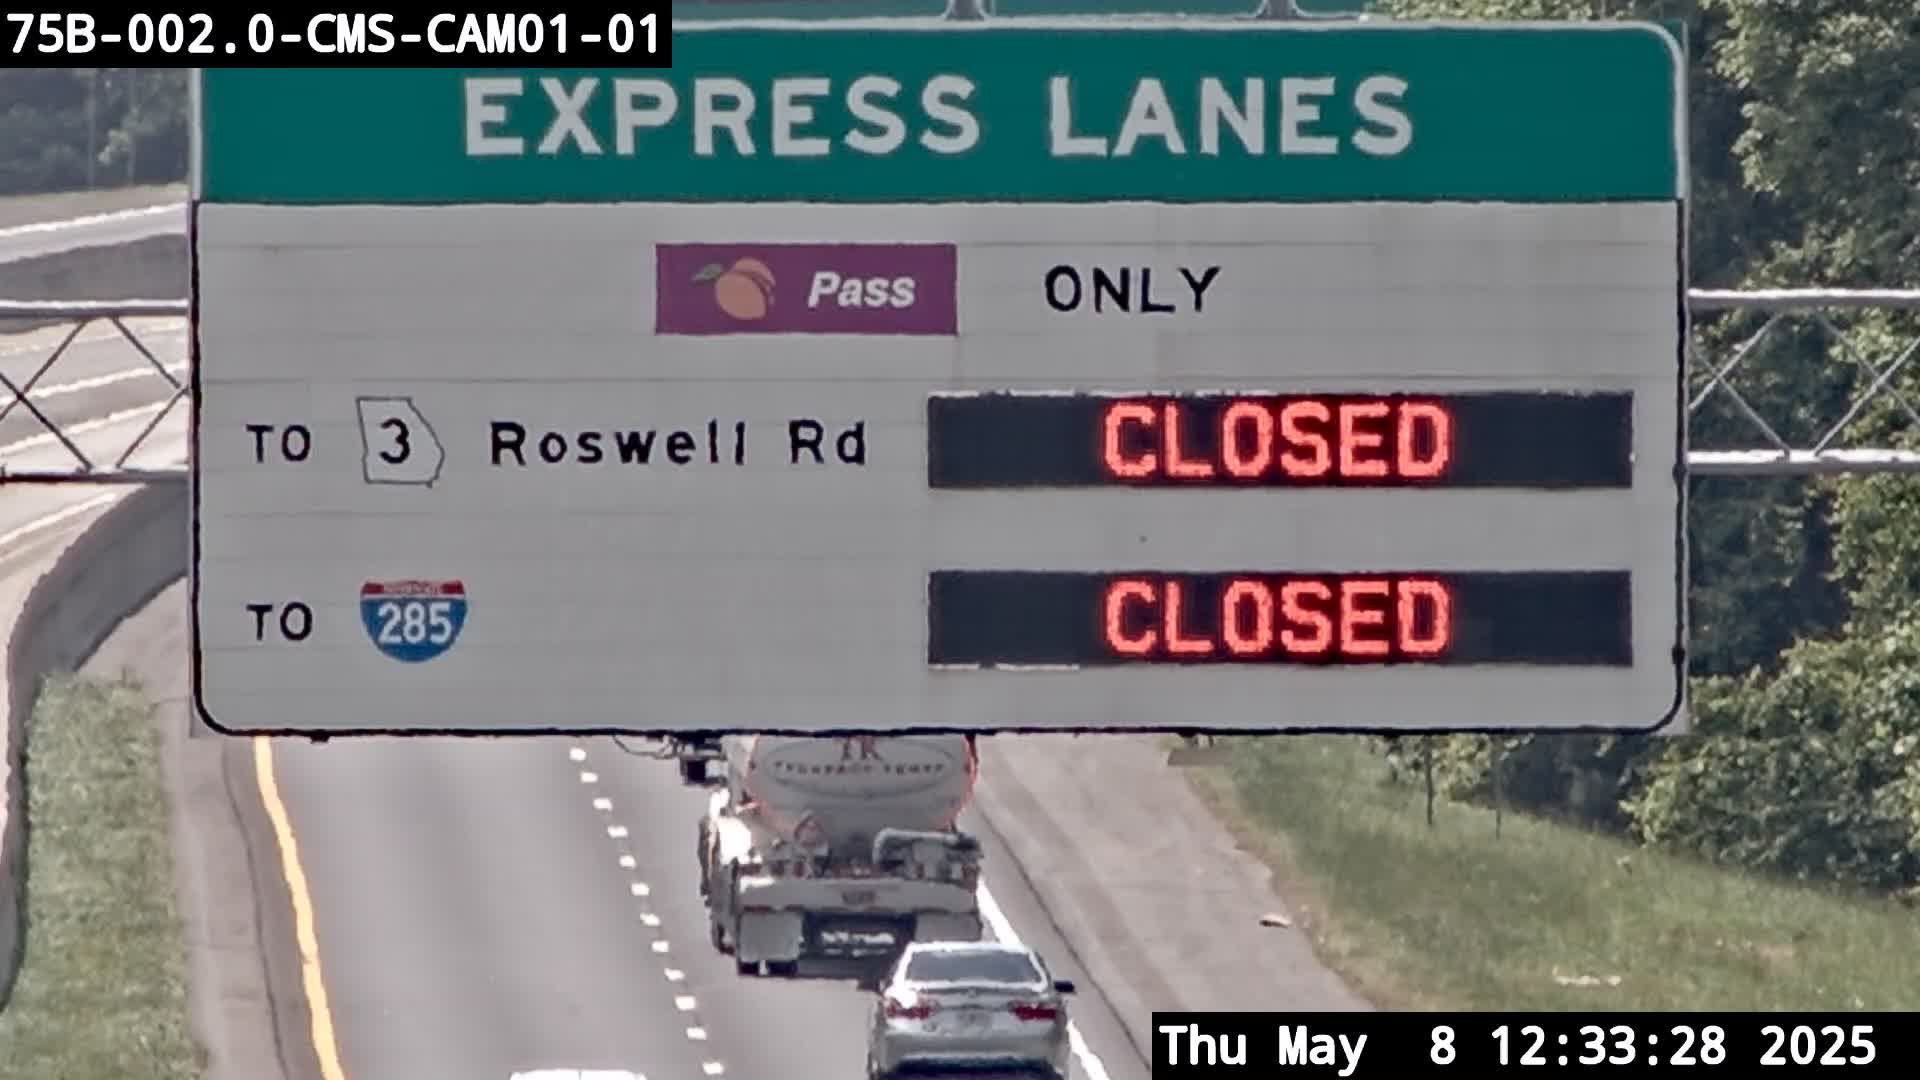 75B-002.0-CMS-CAM01-01
EXPRESS LANES
Pass ONLY
TO 3 Roswell Rd CLOSED
TO 285 CLOSED
Thu May 8 12:33:28 2025